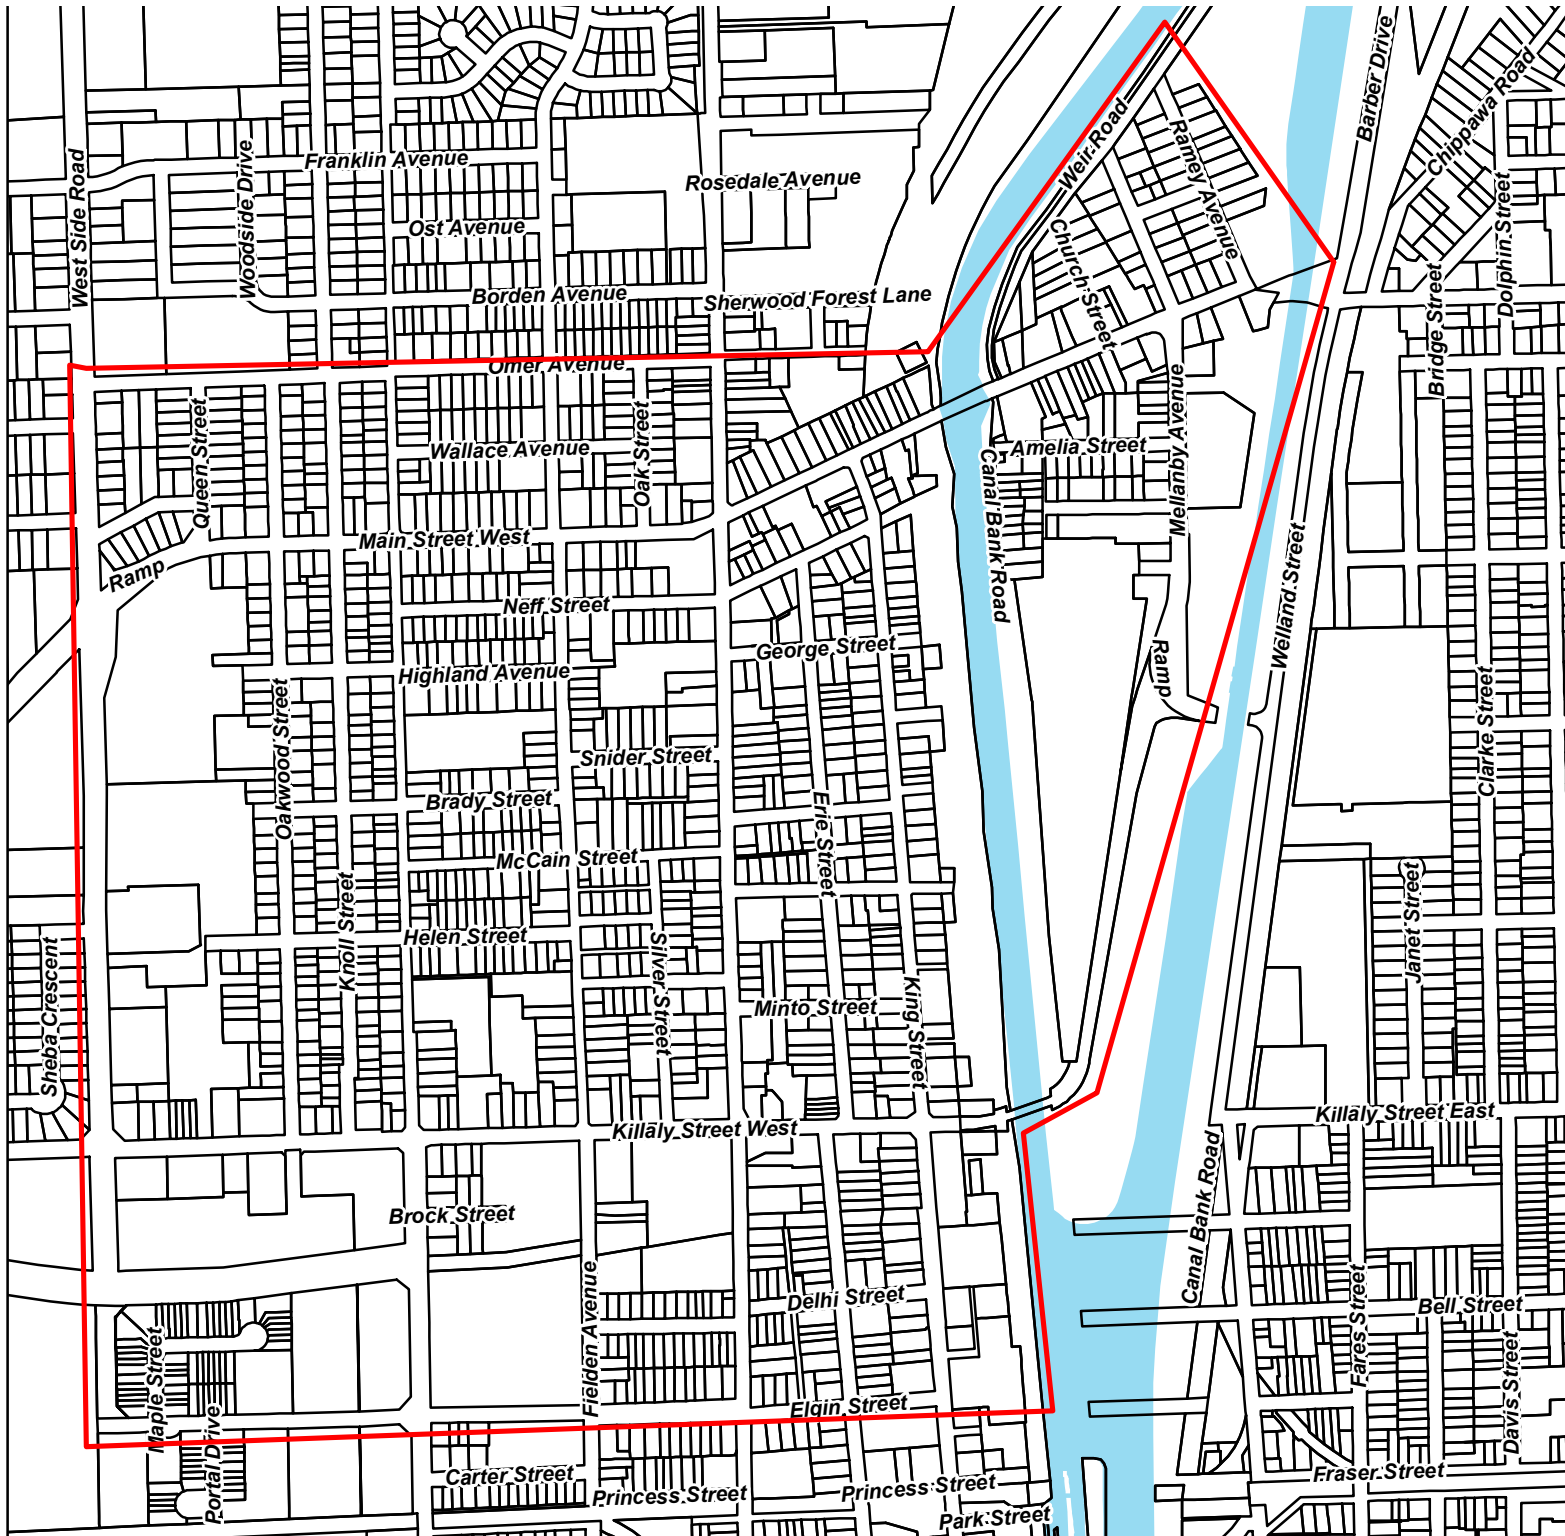 Barber Drive
Chippawa Road
Weir Road
Ramey Avenue
Franklin Avenue
West Side Road
Woodside Drive
Rosedale Avenue
Dolphin Street
Ost Avenue
Church Street
Borden Avenue
Sherwood Forest Lane
Bridge Street
Omer Avenue
Queen Street
Wallace Avenue
Oak Street
Amelia Street
Mellanby Avenue
Canal Bank Road
Main Street West
Ramp
Welland Street
Neff Street
George Street
Ramp
Highland Avenue
Oakwood Street
Snider Street
Clarke Street
Brady Street
Erie Street
McCain Street
Knoll Street
Janet Street
Helen Street
Silver Street
Sheba Crescent
Minto Street
King Street
Killaly Street West
Killaly Street East
Canal Bank Road
Brock Street
Fielden Avenue
Delhi Street
Fares Street
Bell Street
Maple Street
Davis Street
Elgin Street
Portal Drive
Carter Street
Fraser Street
Princess Street
Princess Street
Park Street